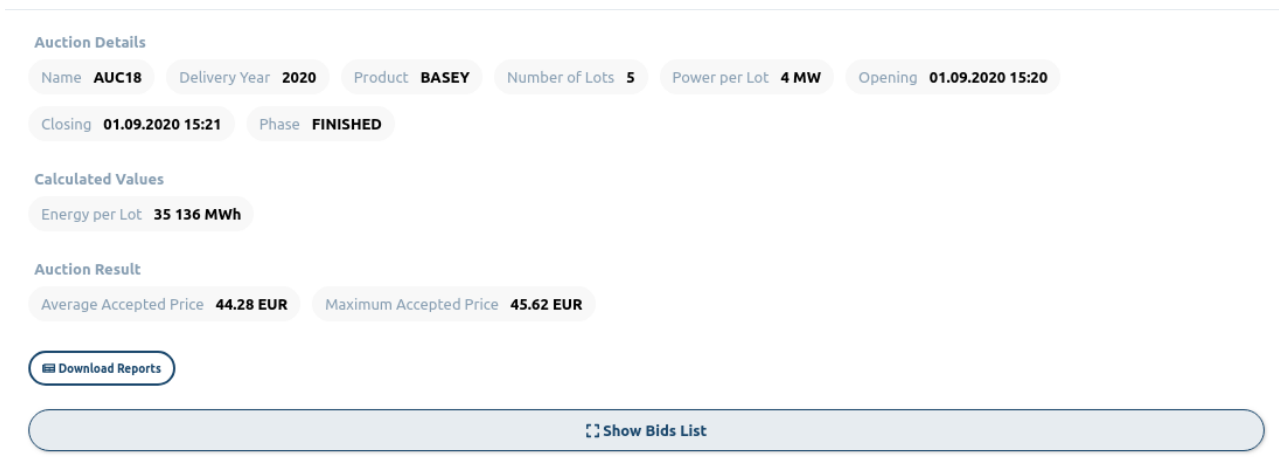 Auction Details
Name AUC18 Delivery Year 2020 Product BASEY Number of Lots 5 Power per Lot 4 MW Opening 01.09.2020 15:20
Closing 01.09.2020 15:21 Phase FINISHED
Calculated Values
Energy per Lot 35 136 MWh
Auction Result
Average Accepted Price 44.28 EUR Maximum Accepted Price 45.62 EUR
Download Reports
Show Bids List